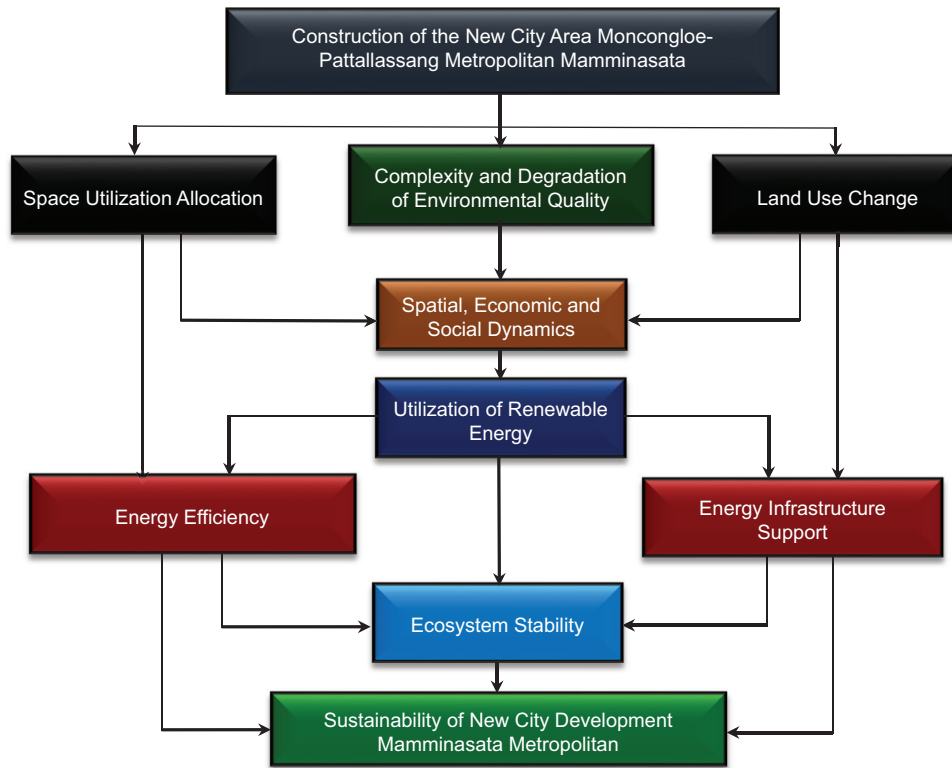 Construction of the New City Area Moncongloe-
Pattallassang Metropolitan Mamminasata
Space Utilization Allocation
Complexity and Degradation
of Environmental Quality
Land Use Change
Spatial, Economic and
Social Dynamics
Utilization of Renewable
Energy
Energy Efficiency
Energy Infrastructure
Support
Ecosystem Stability
Sustainability of New City Development
Mamminasata Metropolitan